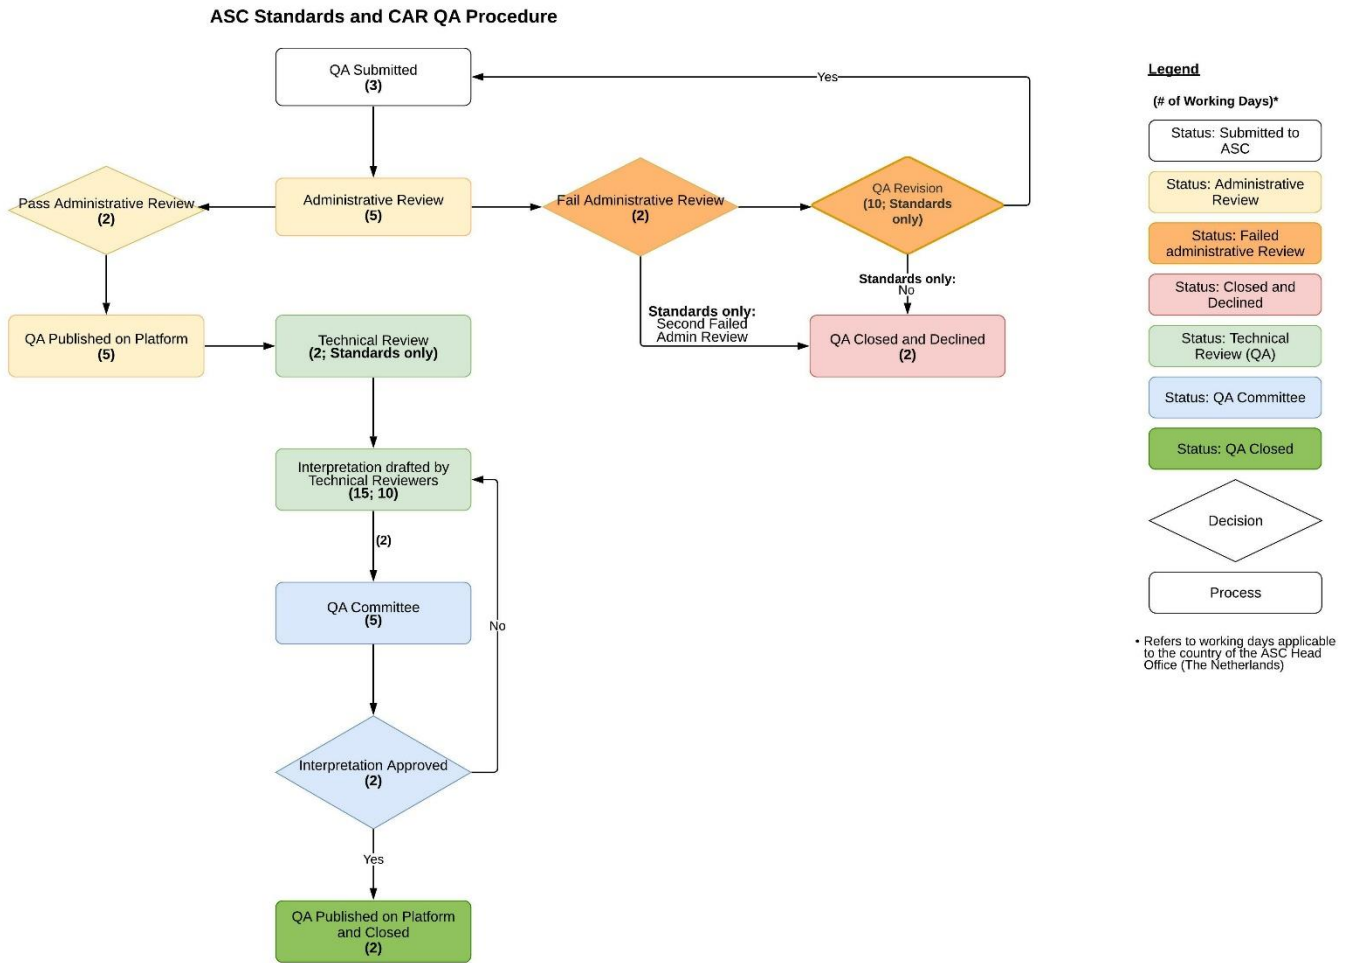 ASC Standards and CAR QA Procedure
QA Submitted
(3)
Yes
Pass Administrative Review
(2)
Administrative Review
(5)
Fail Administrative Review
(2)
QA Revision
(10; Standards
only)
Standards only:
No
Standards only:
Second Failed
Admin Review
QA Published on Platform
(5)
Technical Review
(2; Standards only)
QA Closed and Declined
(2)
Interpretation drafted by
Technical Reviewers
(15; 10)
(2)
QA Committee
(5)
No
Interpretation Approved
(2)
Yes
QA Published on Platform
and Closed
(2)
Legend
(# of Working Days)*
Status: Submitted to
ASC
Status: Administrative
Review
Status: Failed
administrative Review
Status: Closed and
Declined
Status: Technical
Review (QA)
Status: QA Committee
Status: QA Closed
Decision
Process
• Refers to working days applicable
to the country of the ASC Head
Office (The Netherlands)